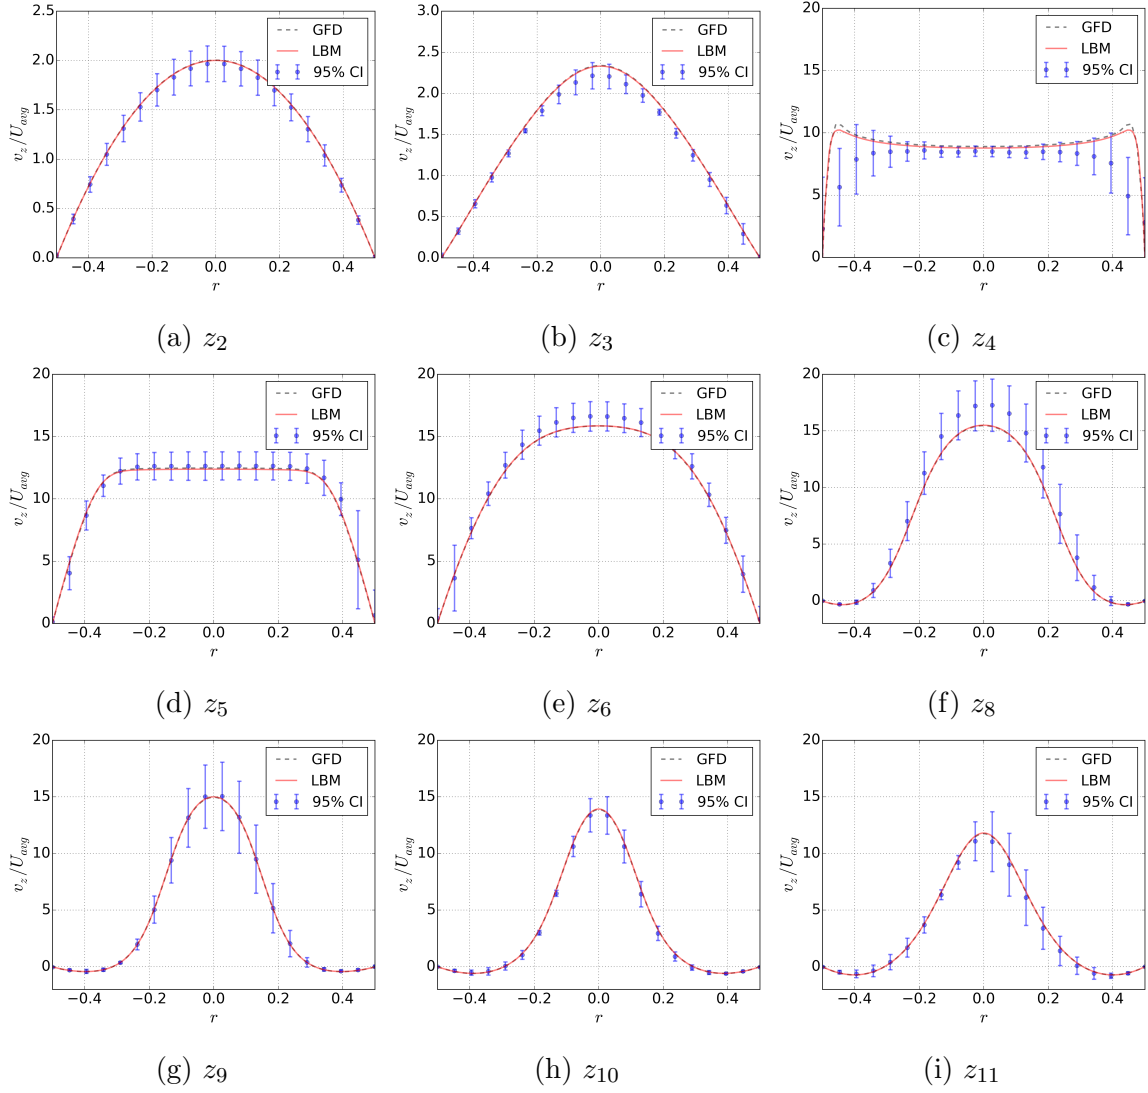 2.5
2.0
1.5
1.0
0.5
0.0
v_z/U_avg
−0.4 −0.2 0.0 0.2 0.4
r
GFD
LBM
95% CI
(a) z_2
3.0
2.5
2.0
1.5
1.0
0.5
0.0
v_z/U_avg
−0.4 −0.2 0.0 0.2 0.4
r
GFD
LBM
95% CI
(b) z_3
20
15
10
5
0
v_z/U_avg
−0.4 −0.2 0.0 0.2 0.4
r
GFD
LBM
95% CI
(c) z_4
20
15
10
5
0
v_z/U_avg
−0.4 −0.2 0.0 0.2 0.4
r
GFD
LBM
95% CI
(d) z_5
20
15
10
5
0
v_z/U_avg
−0.4 −0.2 0.0 0.2 0.4
r
GFD
LBM
95% CI
(e) z_6
20
15
10
5
0
v_z/U_avg
−0.4 −0.2 0.0 0.2 0.4
r
GFD
LBM
95% CI
(f) z_8
20
15
10
5
0
v_z/U_avg
−0.4 −0.2 0.0 0.2 0.4
r
GFD
LBM
95% CI
(g) z_9
20
15
10
5
0
v_z/U_avg
−0.4 −0.2 0.0 0.2 0.4
r
GFD
LBM
95% CI
(h) z_10
20
15
10
5
0
v_z/U_avg
−0.4 −0.2 0.0 0.2 0.4
r
GFD
LBM
95% CI
(i) z_11